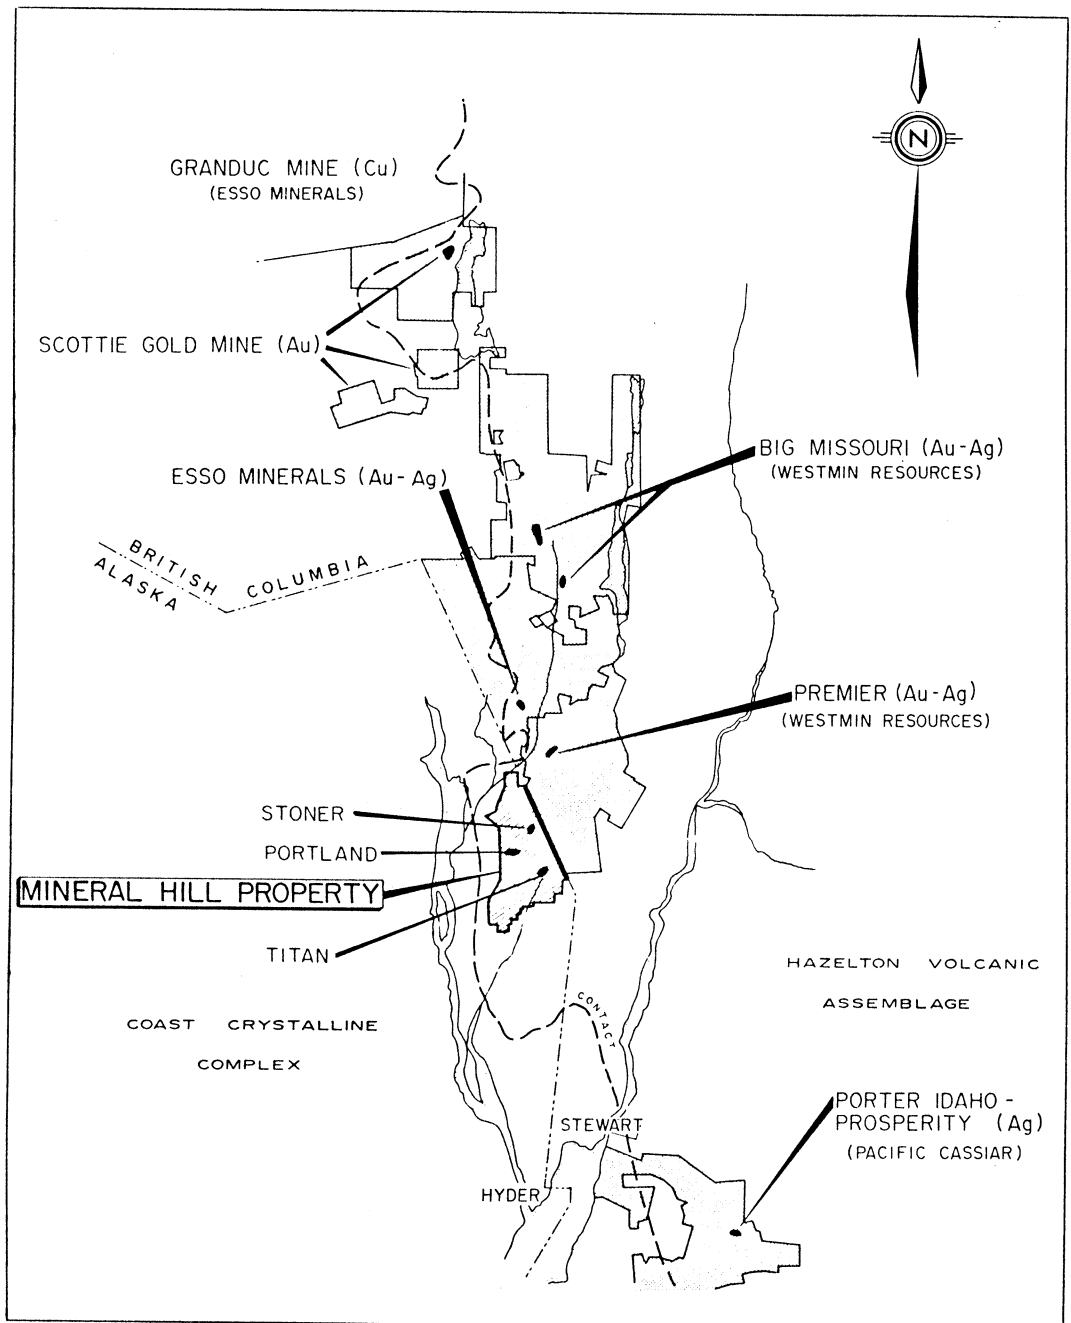 N
GRANDUC MINE (Cu)
(ESSO MINERALS)
SCOTTIE GOLD MINE (Au)
BIG MISSOURI (Au-Ag)
(WESTMIN RESOURCES)
ESSO MINERALS (Au-Ag)
BRITISH COLUMBIA
ALASKA
PREMIER (Au-Ag)
(WESTMIN RESOURCES)
STONER
PORTLAND
MINERAL HILL PROPERTY
TITAN
HAZELTON VOLCANIC
ASSEMBLAGE
CONTACT
COAST CRYSTALLINE
COMPLEX
PORTER IDAHO-
PROSPERITY (Ag)
(PACIFIC CASSIAR)
STEWART
HYDER